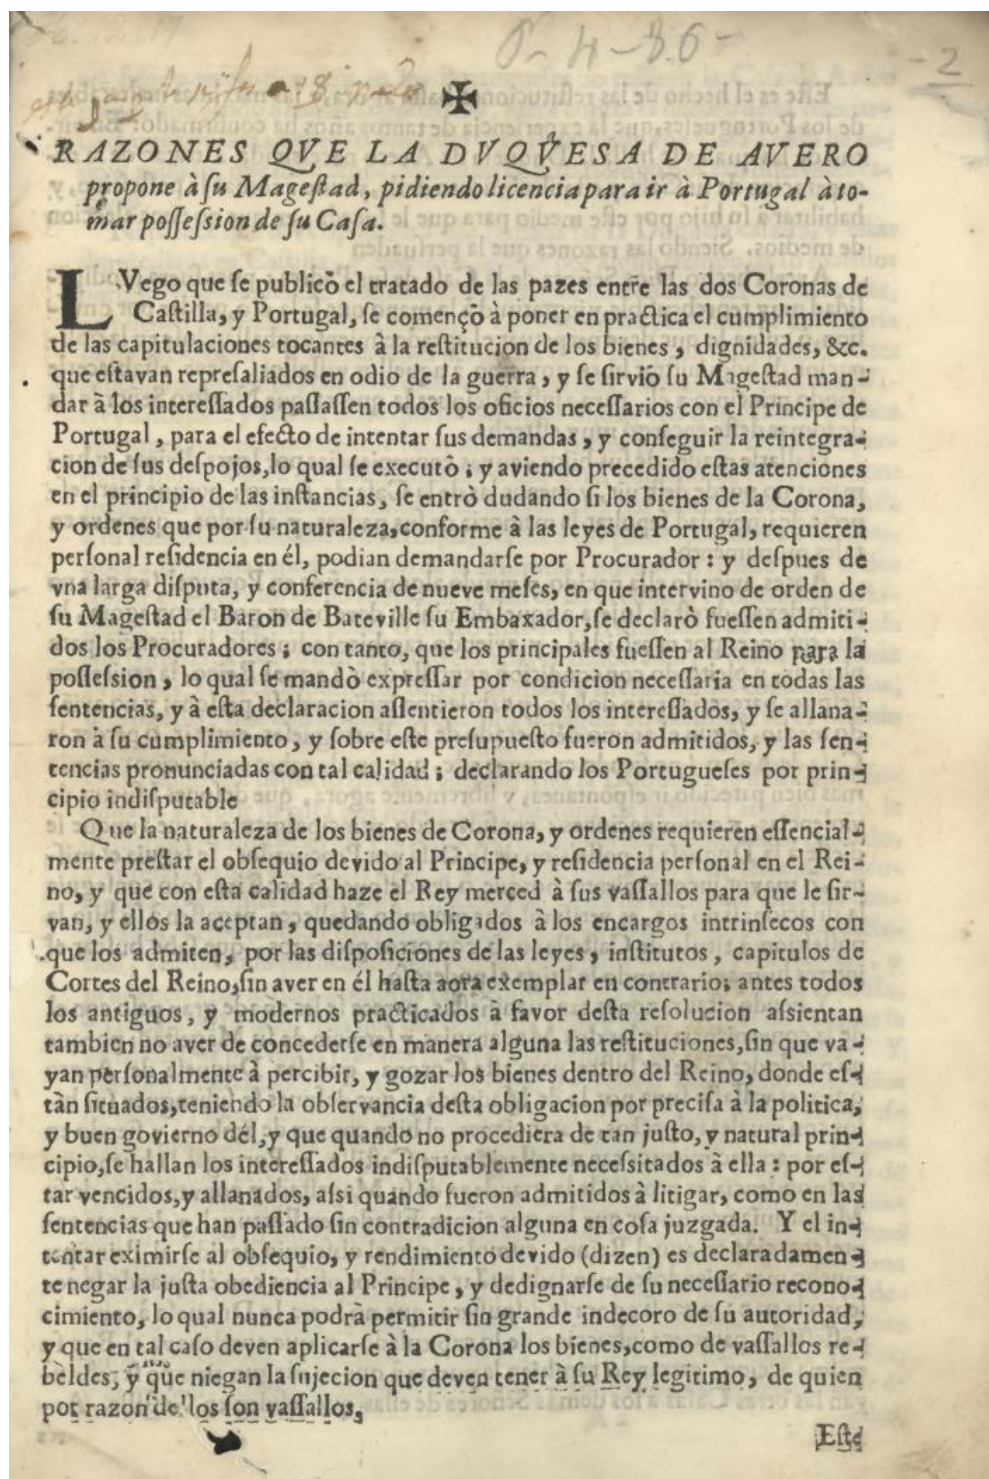 6-4-86-
2
✠
RAZONES QVE LA DVQVESA DE AVERO
propone à ſu Mageſtad, pidiendo licencia para ir à Portugal à to-
mar poſſeſsion de ſu Caſa.
LVego que ſe publicò el tratado de las pazes entre las dos Coronas de
Caſtilla, y Portugal, ſe començò à poner en practica el cumplimiento
de las capitulaciones tocantes à la reſtitucion de los bienes, dignidades, &c.
que eſtavan repreſaliados en odio de la guerra, y ſe ſirviò ſu Mageſtad man-
dar à los intereſſados paſſaſſen todos los oficios neceſſarios con el Principe de
Portugal, para el efecto de intentar ſus demandas, y conſeguir la reintegra-
cion de ſus deſpojos, lo qual ſe executò; y aviendo precedido eſtas atenciones
en el principio de las inſtancias, ſe entrò dudando ſi los bienes de la Corona,
y ordenes que por ſu naturaleza, conforme à las leyes de Portugal, requieren
perſonal reſidencia en él, podian demandarſe por Procurador: y deſpues de
vna larga diſputa, y conferencia de nueve meſes, en que intervino de orden de
ſu Mageſtad el Baron de Bateville ſu Embaxador, ſe declarò fueſſen admiti-
dos los Procuradores; con tanto, que los principales fueſſen al Reino para la
poſſeſsion, lo qual ſe mandò expreſſar por condicion neceſſaria en todas las
ſentencias, y à eſta declaracion aſſentieron todos los intereſſados, y ſe allana-
ron à ſu cumplimiento, y ſobre eſte preſupueſto fueron admitidos, y las ſen-
tencias pronunciadas con tal calidad; declarando los Portugueſes por prin-
cipio indiſputable
Que la naturaleza de los bienes de Corona, y ordenes requieren eſſencial-
mente preſtar el obſequio devido al Principe, y reſidencia perſonal en el Rei-
no, y que con eſta calidad haze el Rey merced à ſus vaſſallos para que le ſir-
van, y ellos la aceptan, quedando obligados à los encargos intrinſecos con
que los admiten, por las diſpoſiciones de las leyes, inſtitutos, capitulos de
Cortes del Reino, ſin aver en él haſta aora exemplar en contrario; antes todos
los antiguos, y modernos practicados à favor deſta reſolucion aſsientan
tambien no aver de concederſe en manera alguna las reſtituciones, ſin que va-
yan perſonalmente à percibir, y gozar los bienes dentro del Reino, donde eſ-
tàn ſituados, teniendo la obſervancia deſta obligacion por preciſa à la politica,
y buen govierno dèl, y que quando no procediera de tan juſto, y natural prin-
cipio, ſe hallan los intereſſados indiſputablemente neceſsitados à ella: por eſ-
tar vencidos, y allanados, aſsi quando fueron admitidos à litigar, como en las
ſentencias que han paſſado ſin contradicion alguna en coſa juzgada. Y el in-
tentar eximirſe al obſequio, y rendimiento devido (dizen) es declaradamen-
te negar la juſta obediencia al Principe, y dedignarſe de ſu neceſſario recono-
cimiento, lo qual nunca podrà permitir ſin grande indecoro de ſu autoridad,
y que en tal caſo deven aplicarſe à la Corona los bienes, como de vaſſallos re-
beldes, y que niegan la ſujecion que deven tener à ſu Rey legitimo, de quien
por razon de los ſon vaſſallos,
Eſte